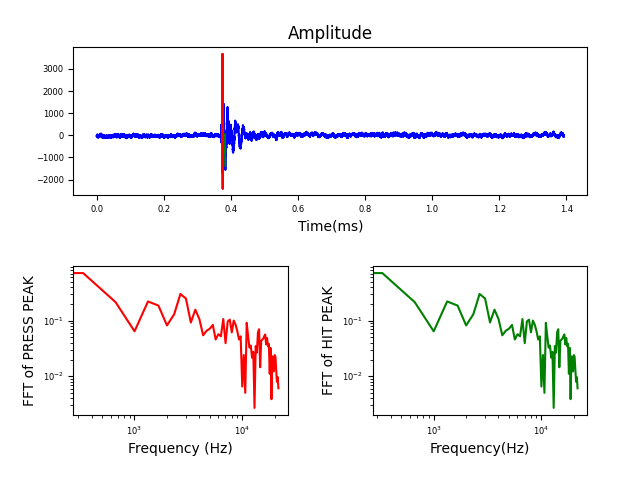 Amplitude
3000
2000
1000
0
−1000
−2000
0.0 0.2 0.4 0.6 0.8 1.0 1.2 1.4
Time(ms)
FFT of PRESS PEAK
10⁻¹
10⁻²
10³ 10⁴
Frequency (Hz)
FFT of HIT PEAK
10⁻¹
10⁻²
10³ 10⁴
Frequency(Hz)